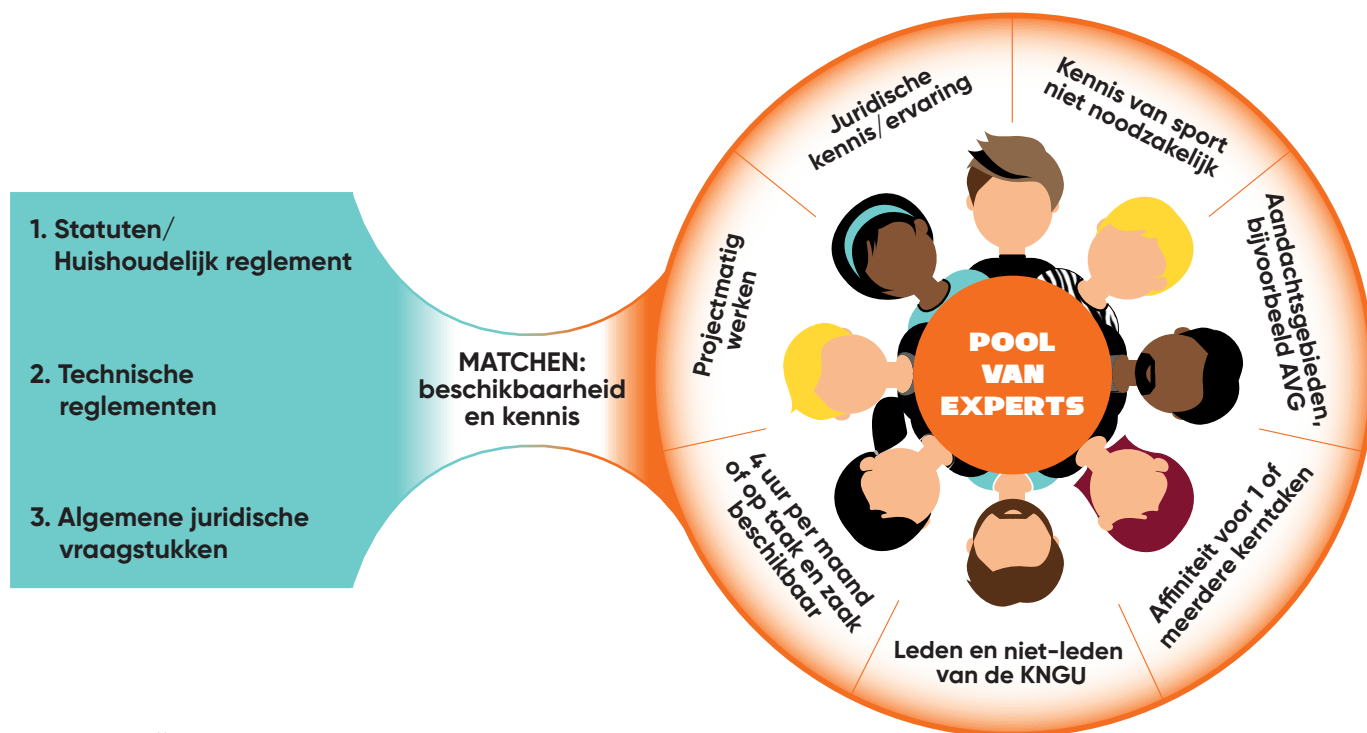 1. Statuten/
Huishoudelijk reglement
2. Technische
reglementen
3. Algemene juridische
vraagstukken
MATCHEN:
beschikbaarheid
en kennis
Juridische
kennis/ervaring
Kennis van sport
niet noodzakelijk
Aandachtsgebieden,
bijvoorbeeld AVG
Affiniteit voor 1 of
meerdere kerntaken
Leden en niet-leden
van de KNGU
4 uur per maand
of op taak en zaak
beschikbaar
Projectmatig
werken
POOL
VAN
EXPERTS